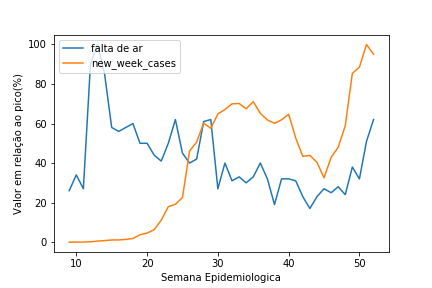 falta de ar
new_week_cases
Valor em relação ao pico(%)
100
80
60
40
20
0
10
20
30
40
50
Semana Epidemiologica